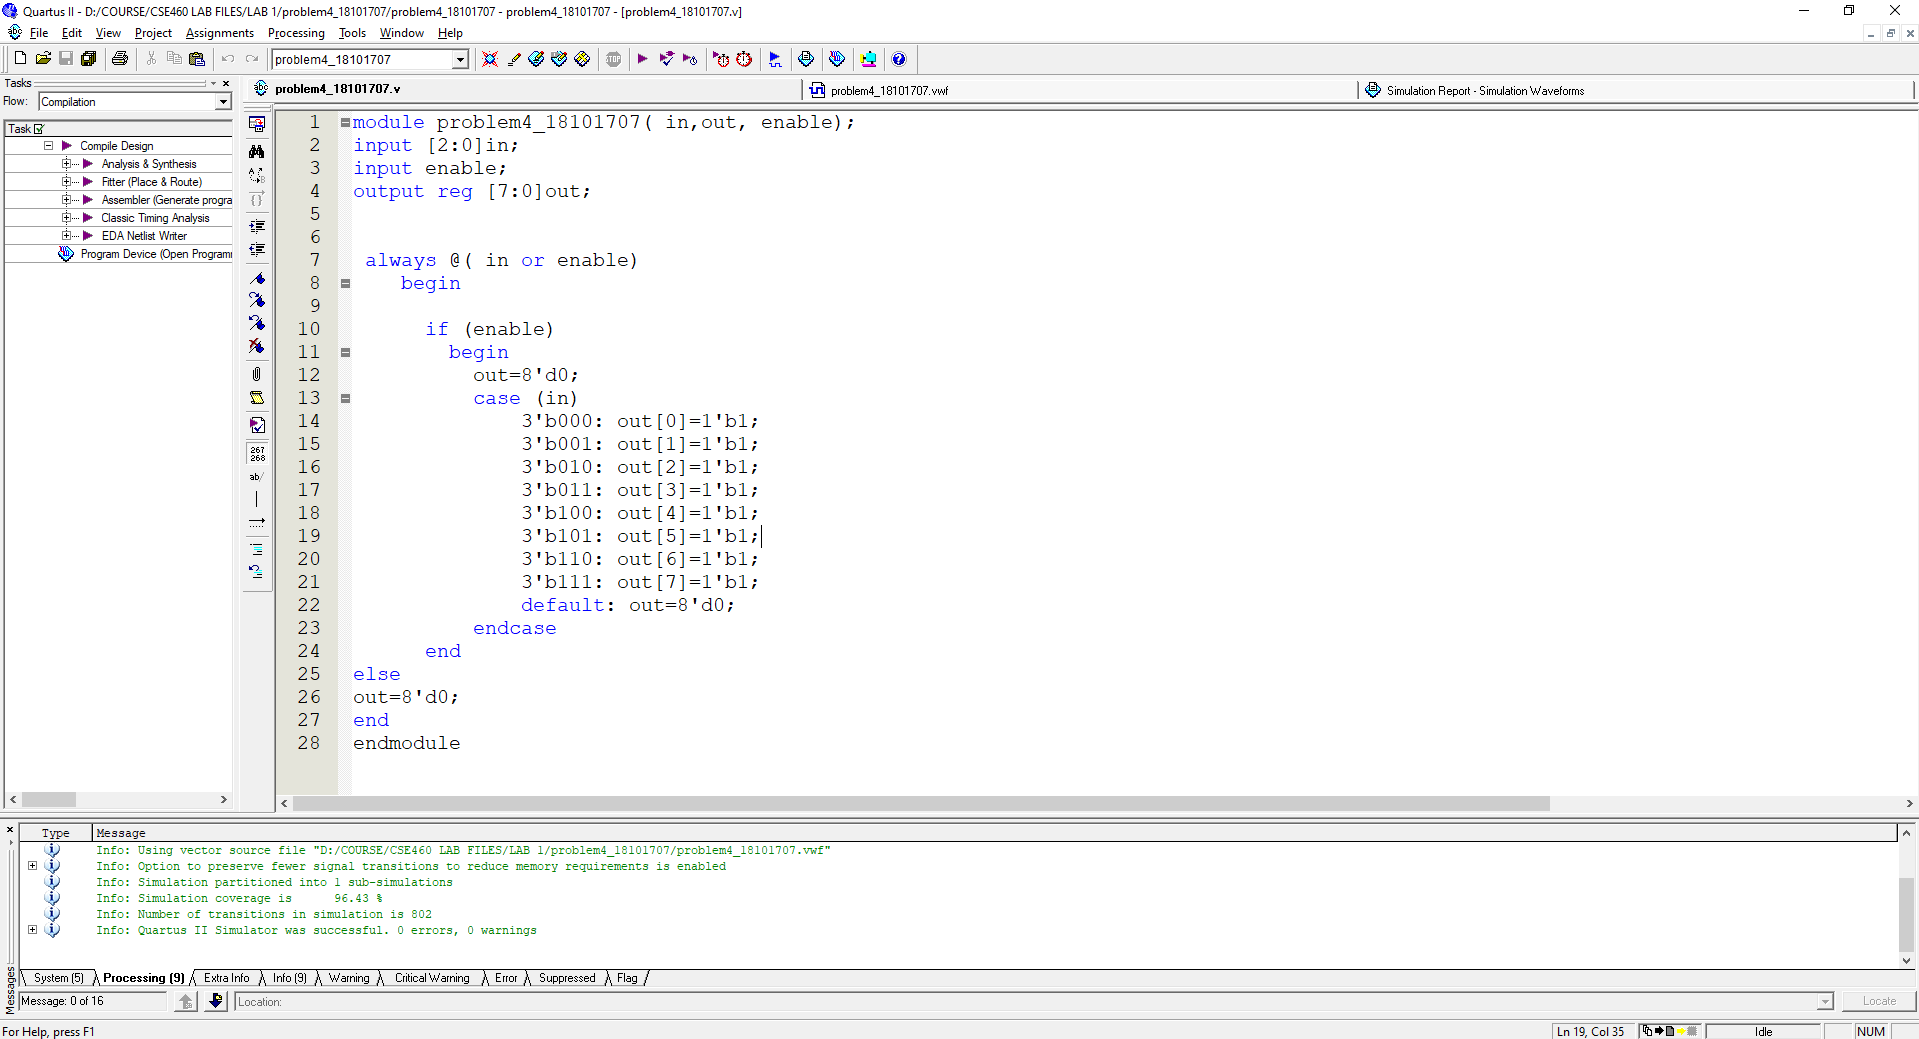 Quartus II - D:/COURSE/CSE460 LAB FILES/LAB 1/problem4_18101707/problem4_18101707 - problem4_18101707 - [problem4_18101707.v]
File Edit View Project Assignments Processing Tools Window Help
problem4_18101707
STOP
Tasks
Flow: Compilation
Task
Compile Design
Analysis & Synthesis
Fitter (Place & Route)
Assembler (Generate progra
Classic Timing Analysis
EDA Netlist Writer
Program Device (Open Programm
problem4_18101707.v
problem4_18101707.vwf
Simulation Report - Simulation Waveforms
267
268
ab/
1 module problem4_18101707( in,out, enable);
2 input [2:0]in;
3 input enable;
4 output reg [7:0]out;
5
6
7 always @( in or enable)
8 begin
9
10 if (enable)
11 begin
12 out=8'd0;
13 case (in)
14 3'b000: out[0]=1'b1;
15 3'b001: out[1]=1'b1;
16 3'b010: out[2]=1'b1;
17 3'b011: out[3]=1'b1;
18 3'b100: out[4]=1'b1;
19 3'b101: out[5]=1'b1;
20 3'b110: out[6]=1'b1;
21 3'b111: out[7]=1'b1;
22 default: out=8'd0;
23 endcase
24 end
25 else
26 out=8'd0;
27 end
28 endmodule
Type Message
Info: Using vector source file "D:/COURSE/CSE460 LAB FILES/LAB 1/problem4_18101707/problem4_18101707.vwf"
Info: Option to preserve fewer signal transitions to reduce memory requirements is enabled
Info: Simulation partitioned into 1 sub-simulations
Info: Simulation coverage is 96.43 %
Info: Number of transitions in simulation is 802
Info: Quartus II Simulator was successful. 0 errors, 0 warnings
System (5) Processing (9) Extra Info Info (9) Warning Critical Warning Error Suppressed Flag
Messages
Message: 0 of 16
Location:
Locate
For Help, press F1
Ln 19, Col 35
Idle
NUM